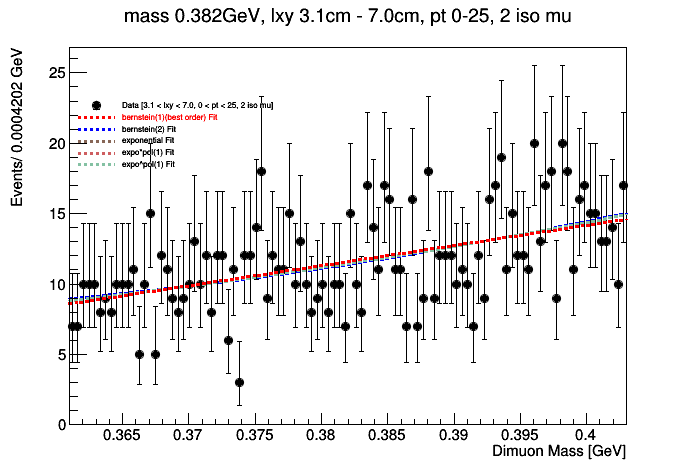 mass 0.382GeV, lxy 3.1cm - 7.0cm, pt 0-25, 2 iso mu
Events/ 0.0004202 GeV
25
20
15
10
5
0
Data [3.1 < lxy < 7.0, 0 < pt < 25, 2 iso mu]
bernstein(1)(best order) Fit
bernstein(2) Fit
exponential Fit
expo*pol(1) Fit
expo^pol(1) Fit
0.365 0.37 0.375 0.38 0.385 0.39 0.395 0.4
Dimuon Mass [GeV]